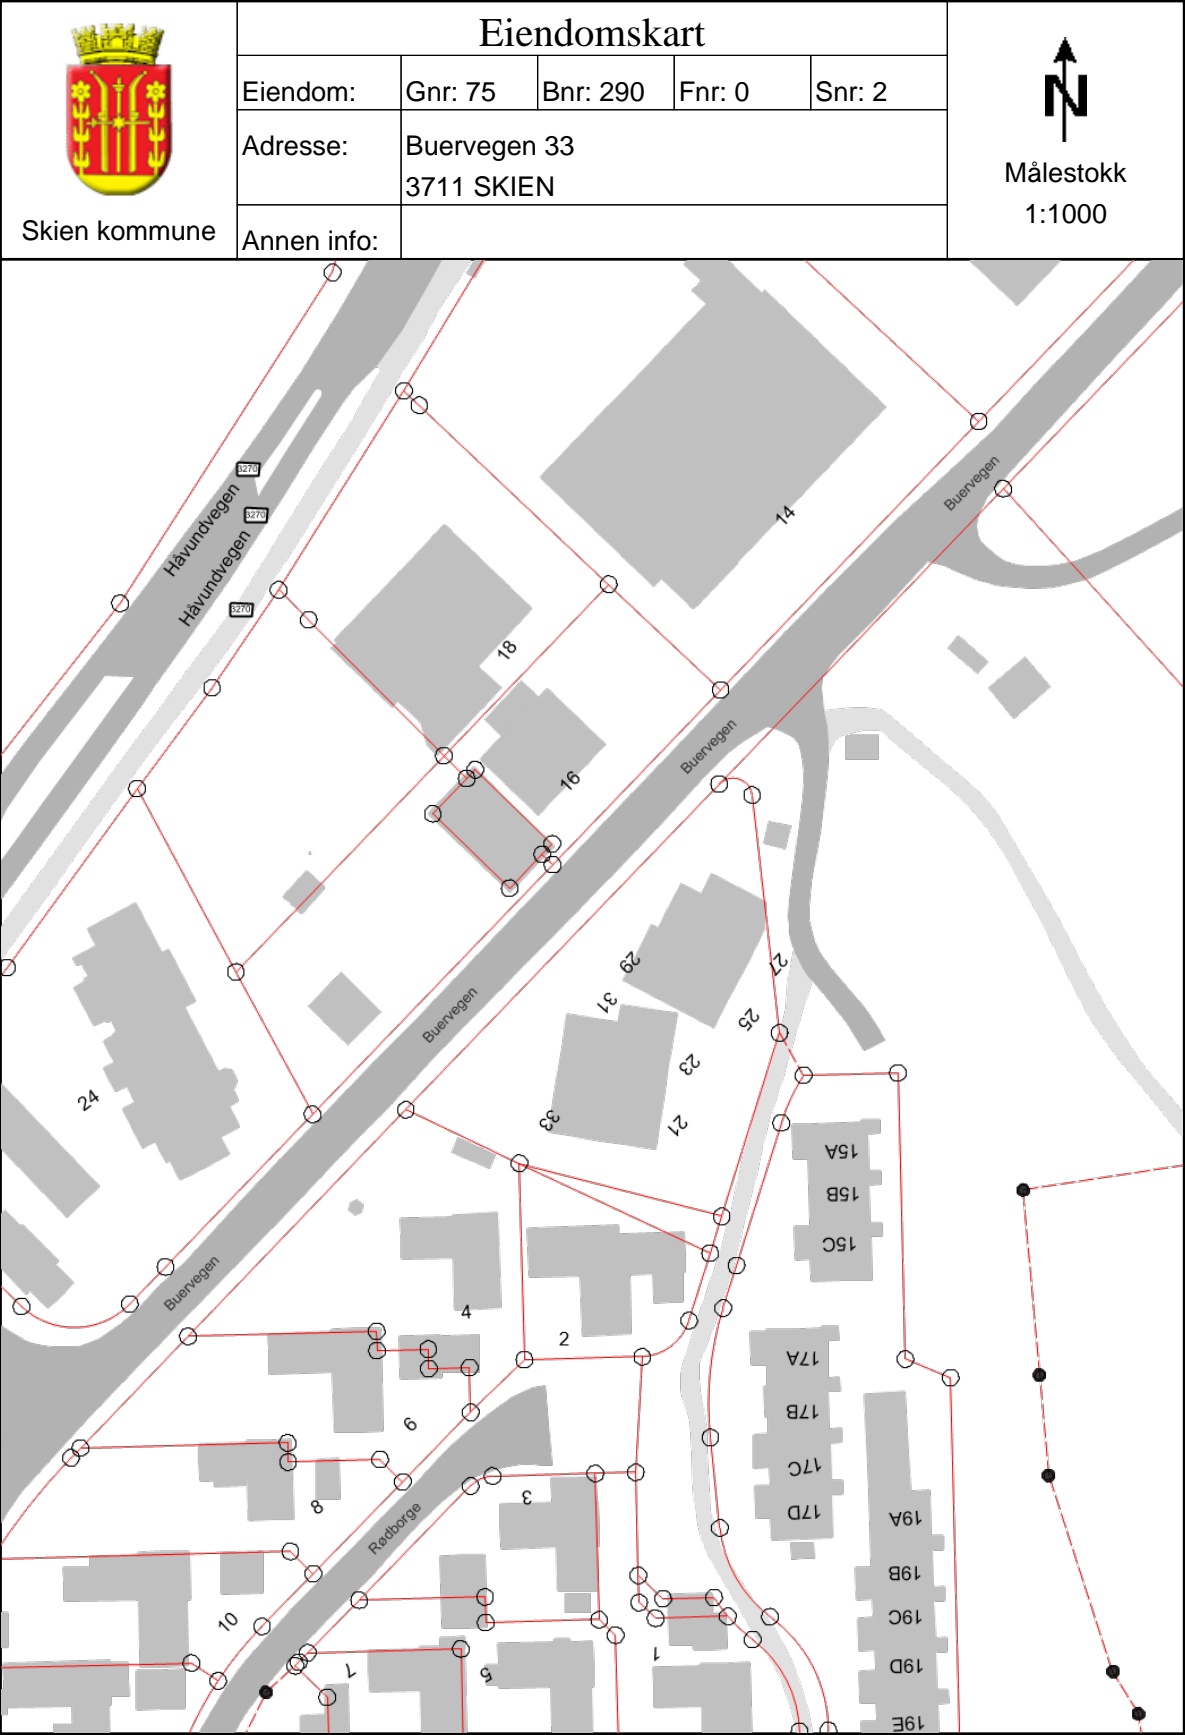 Eiendomskart
Eiendom: Gnr: 75 Bnr: 290 Fnr: 0 Snr: 2
Adresse: Buervegen 33
3711 SKIEN
Annen info:
Skien kommune
N
Målestokk
1:1000
3270
Håvundvegen
3270
Håvundvegen
3270
Buervegen
14
18
Buervegen
16
29
27
31
25
Buervegen
23
24
33
21
15A
15B
15C
Buervegen
4
2
17A
6
17B
17C
8
3
17D
Rødborge
19A
19B
10
19C
1
19D
7
5
19E